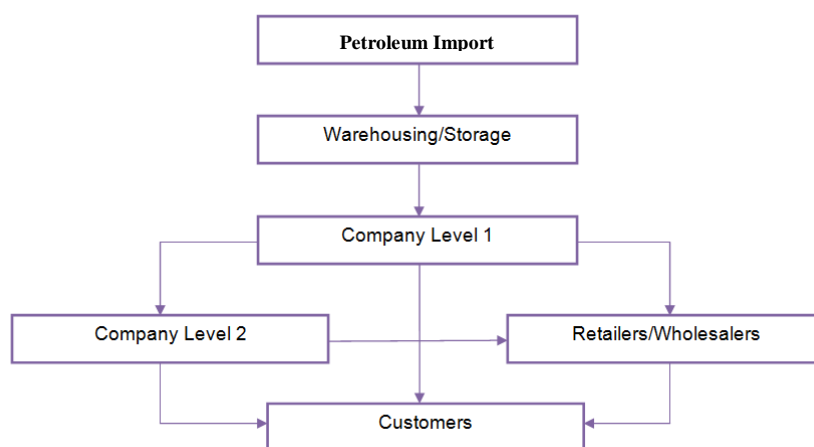 Petroleum Import
Warehousing/Storage
Company Level 1
Company Level 2
Retailers/Wholesalers
Customers